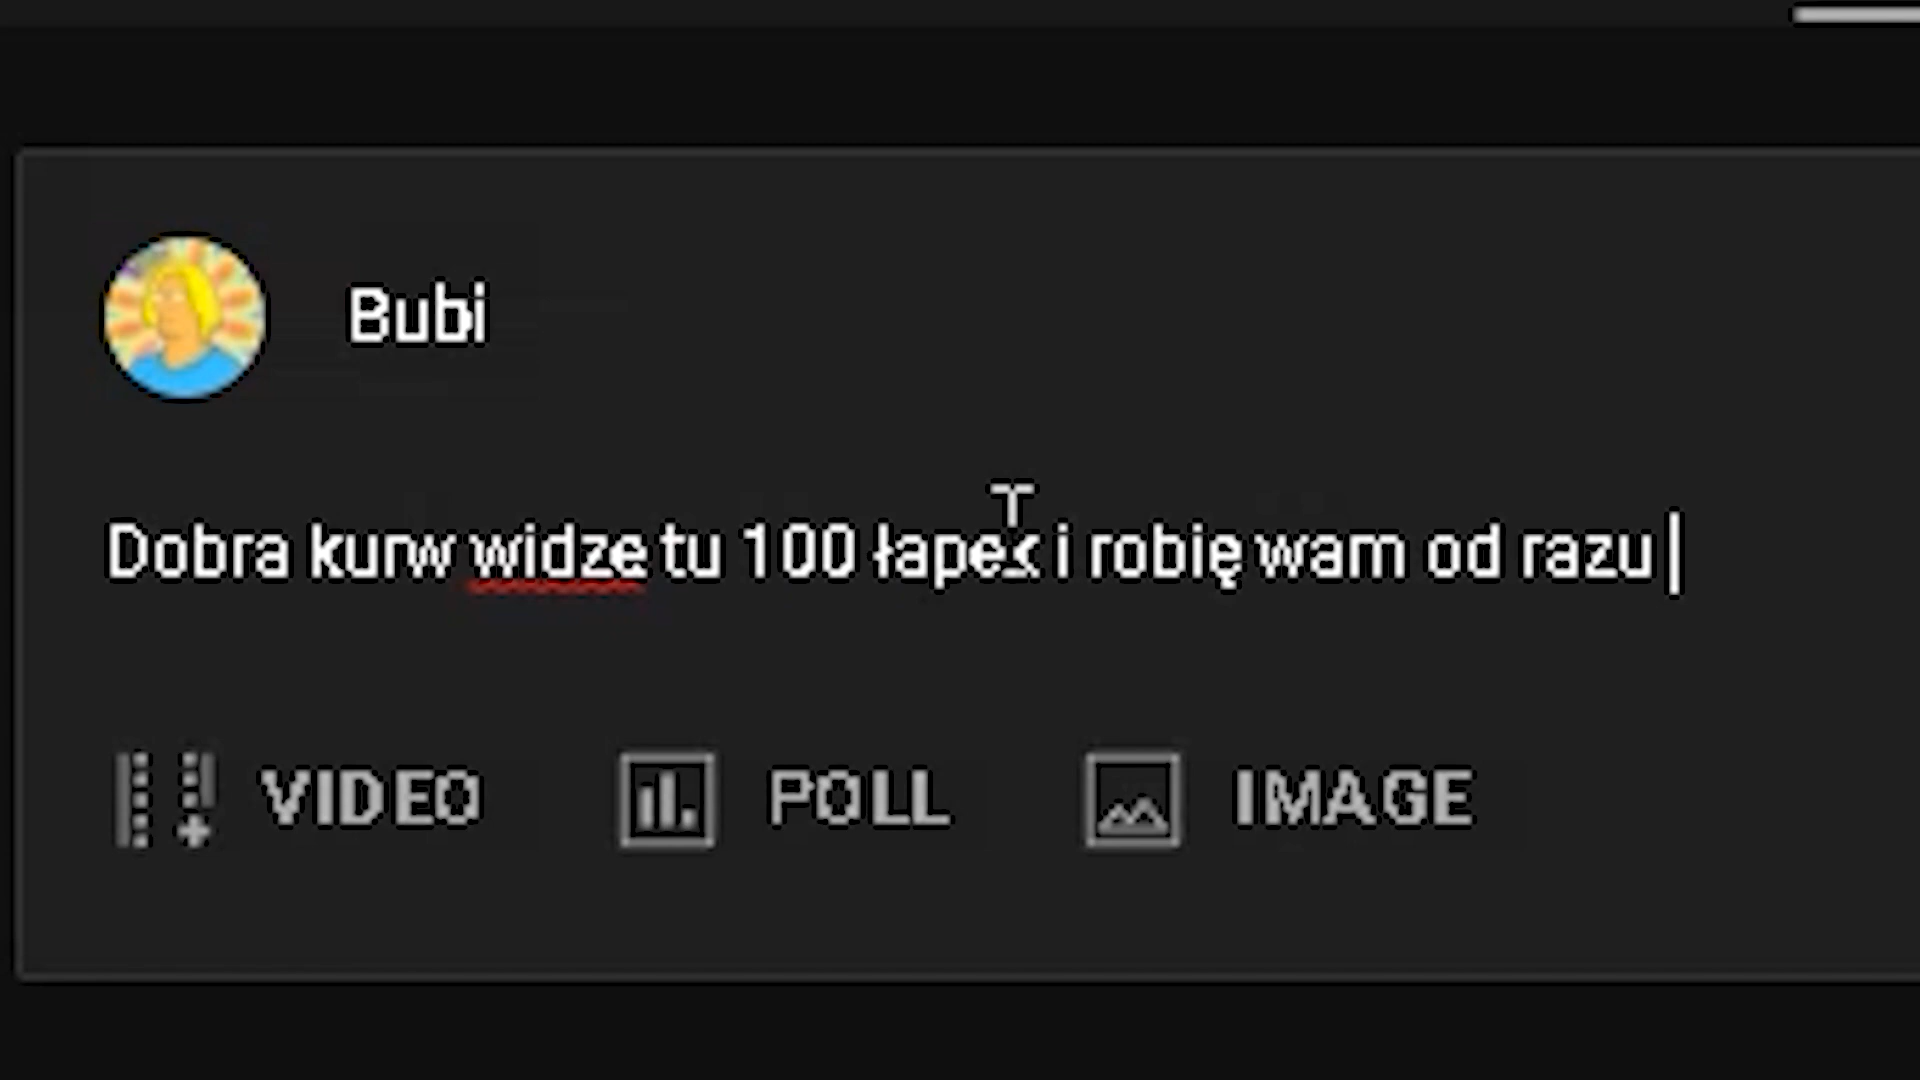 Bubi
Dobra kurw widze tu 100 łapek i robię wam od razu
VIDEO POLL IMAGE